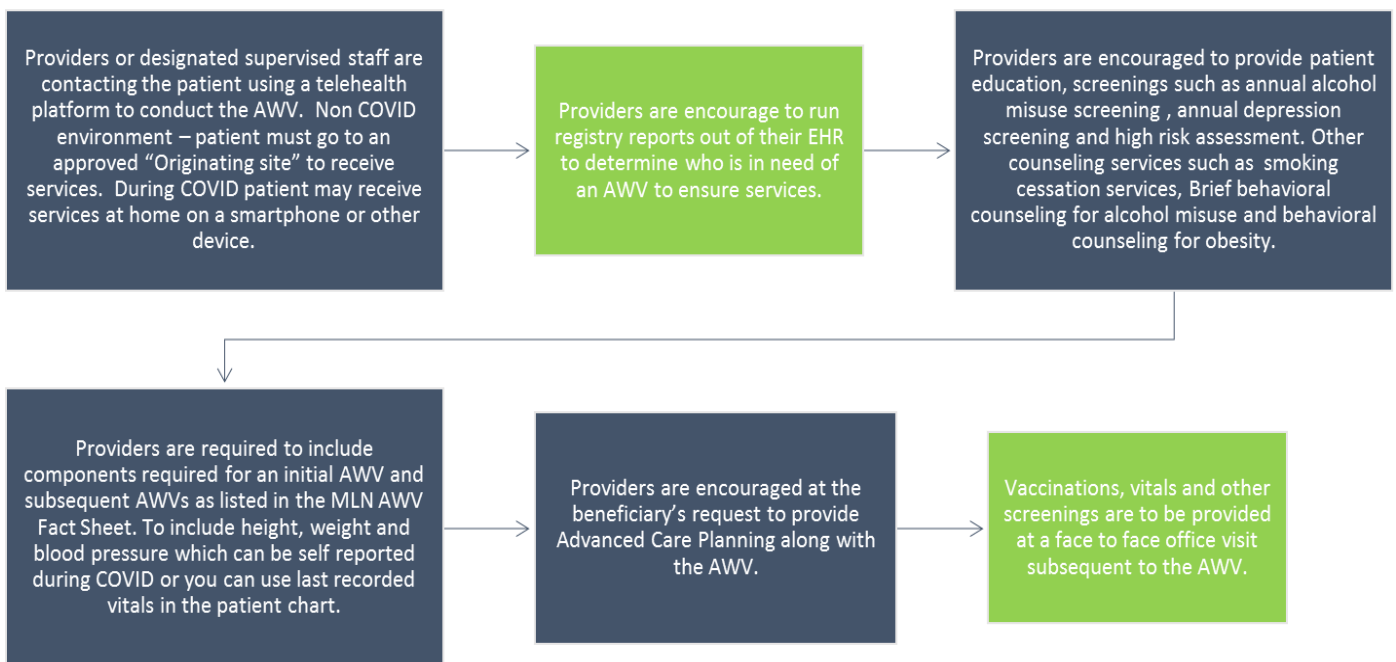 Providers or designated supervised staff are
contacting the patient using a telehealth
platform to conduct the AWV.  Non COVID
environment – patient must go to an
approved “Originating site” to receive
services.  During COVID patient may receive
services at home on a smartphone or other
device.
Providers are encourage to run
registry reports out of their EHR
to determine who is in need of
an AWV to ensure services.
Providers are encouraged to provide patient
education, screenings such as annual alcohol
misuse screening , annual depression
screening and high risk assessment. Other
counseling services such as  smoking
cessation services, Brief behavioral
counseling for alcohol misuse and behavioral
counseling for obesity.
Providers are required to include
components required for an initial AWV and
subsequent AWVs as listed in the MLN AWV
Fact Sheet. To include height, weight and
blood pressure which can be self reported
during COVID or you can use last recorded
vitals in the patient chart.
Providers are encouraged at the
beneficiary’s request to provide
Advanced Care Planning along with
the AWV.
Vaccinations, vitals and other
screenings are to be provided
at a face to face office visit
subsequent to the AWV.